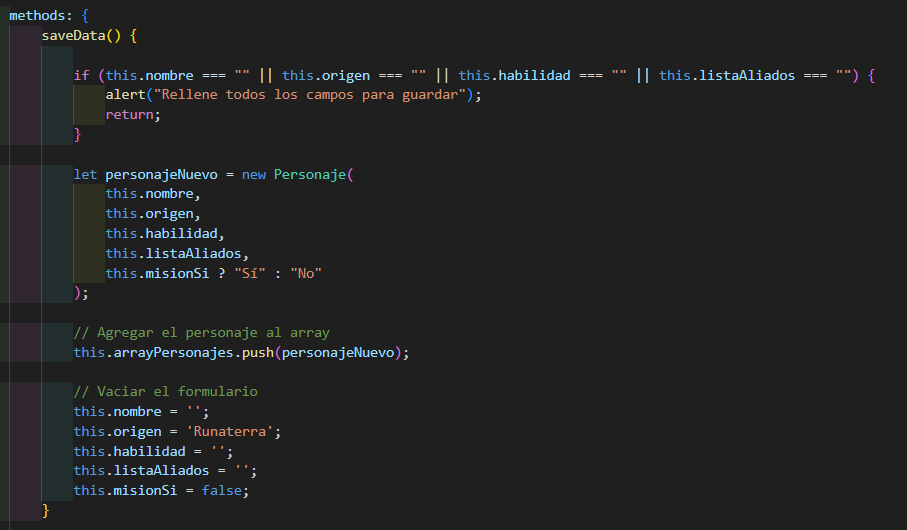 methods: {
saveData() {
if (this.nombre === "" || this.origen === "" || this.habilidad === "" || this.listaAliados === "") {
alert("Rellene todos los campos para guardar");
return;
}
let personajeNuevo = new Personaje(
this.nombre,
this.origen,
this.habilidad,
this.listaAliados,
this.misionSi ? "Sí" : "No"
);
// Agregar el personaje al array
this.arrayPersonajes.push(personajeNuevo);
// Vaciar el formulario
this.nombre = '';
this.origen = 'Runaterra';
this.habilidad = '';
this.listaAliados = '';
this.misionSi = false;
}